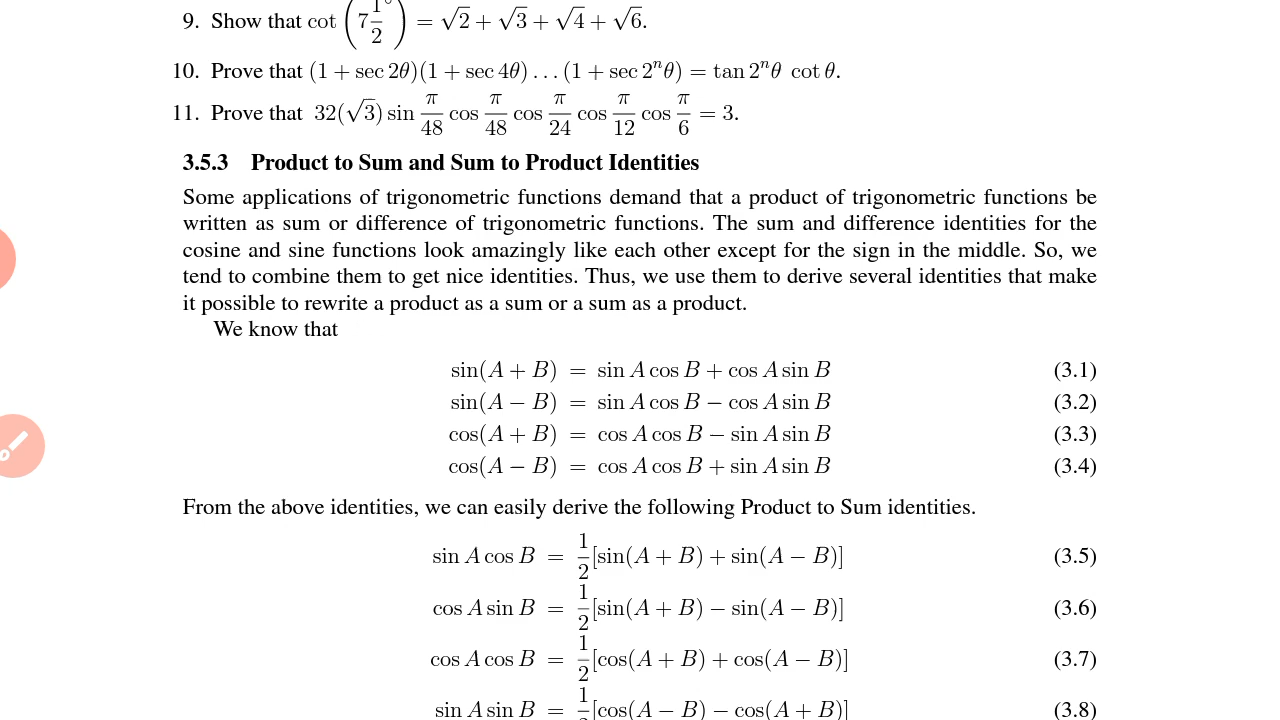 9. Show that cot (7 1/2°) = √2 + √3 + √4 + √6.
10. Prove that (1 + sec 2θ)(1 + sec 4θ) . . . (1 + sec 2ⁿθ) = tan 2ⁿθ cot θ.
11. Prove that 32(√3) sin π/48 cos π/48 cos π/24 cos π/12 cos π/6 = 3.
3.5.3 Product to Sum and Sum to Product Identities
Some applications of trigonometric functions demand that a product of trigonometric functions be
written as sum or difference of trigonometric functions. The sum and difference identities for the
cosine and sine functions look amazingly like each other except for the sign in the middle. So, we
tend to combine them to get nice identities. Thus, we use them to derive several identities that make
it possible to rewrite a product as a sum or a sum as a product.
We know that
sin(A + B) = sin A cos B + cos A sin B (3.1)
sin(A − B) = sin A cos B − cos A sin B (3.2)
cos(A + B) = cos A cos B − sin A sin B (3.3)
cos(A − B) = cos A cos B + sin A sin B (3.4)
From the above identities, we can easily derive the following Product to Sum identities.
sin A cos B = 1/2[sin(A + B) + sin(A − B)] (3.5)
cos A sin B = 1/2[sin(A + B) − sin(A − B)] (3.6)
cos A cos B = 1/2[cos(A + B) + cos(A − B)] (3.7)
sin A sin B = 1/2[cos(A − B) − cos(A + B)] (3.8)